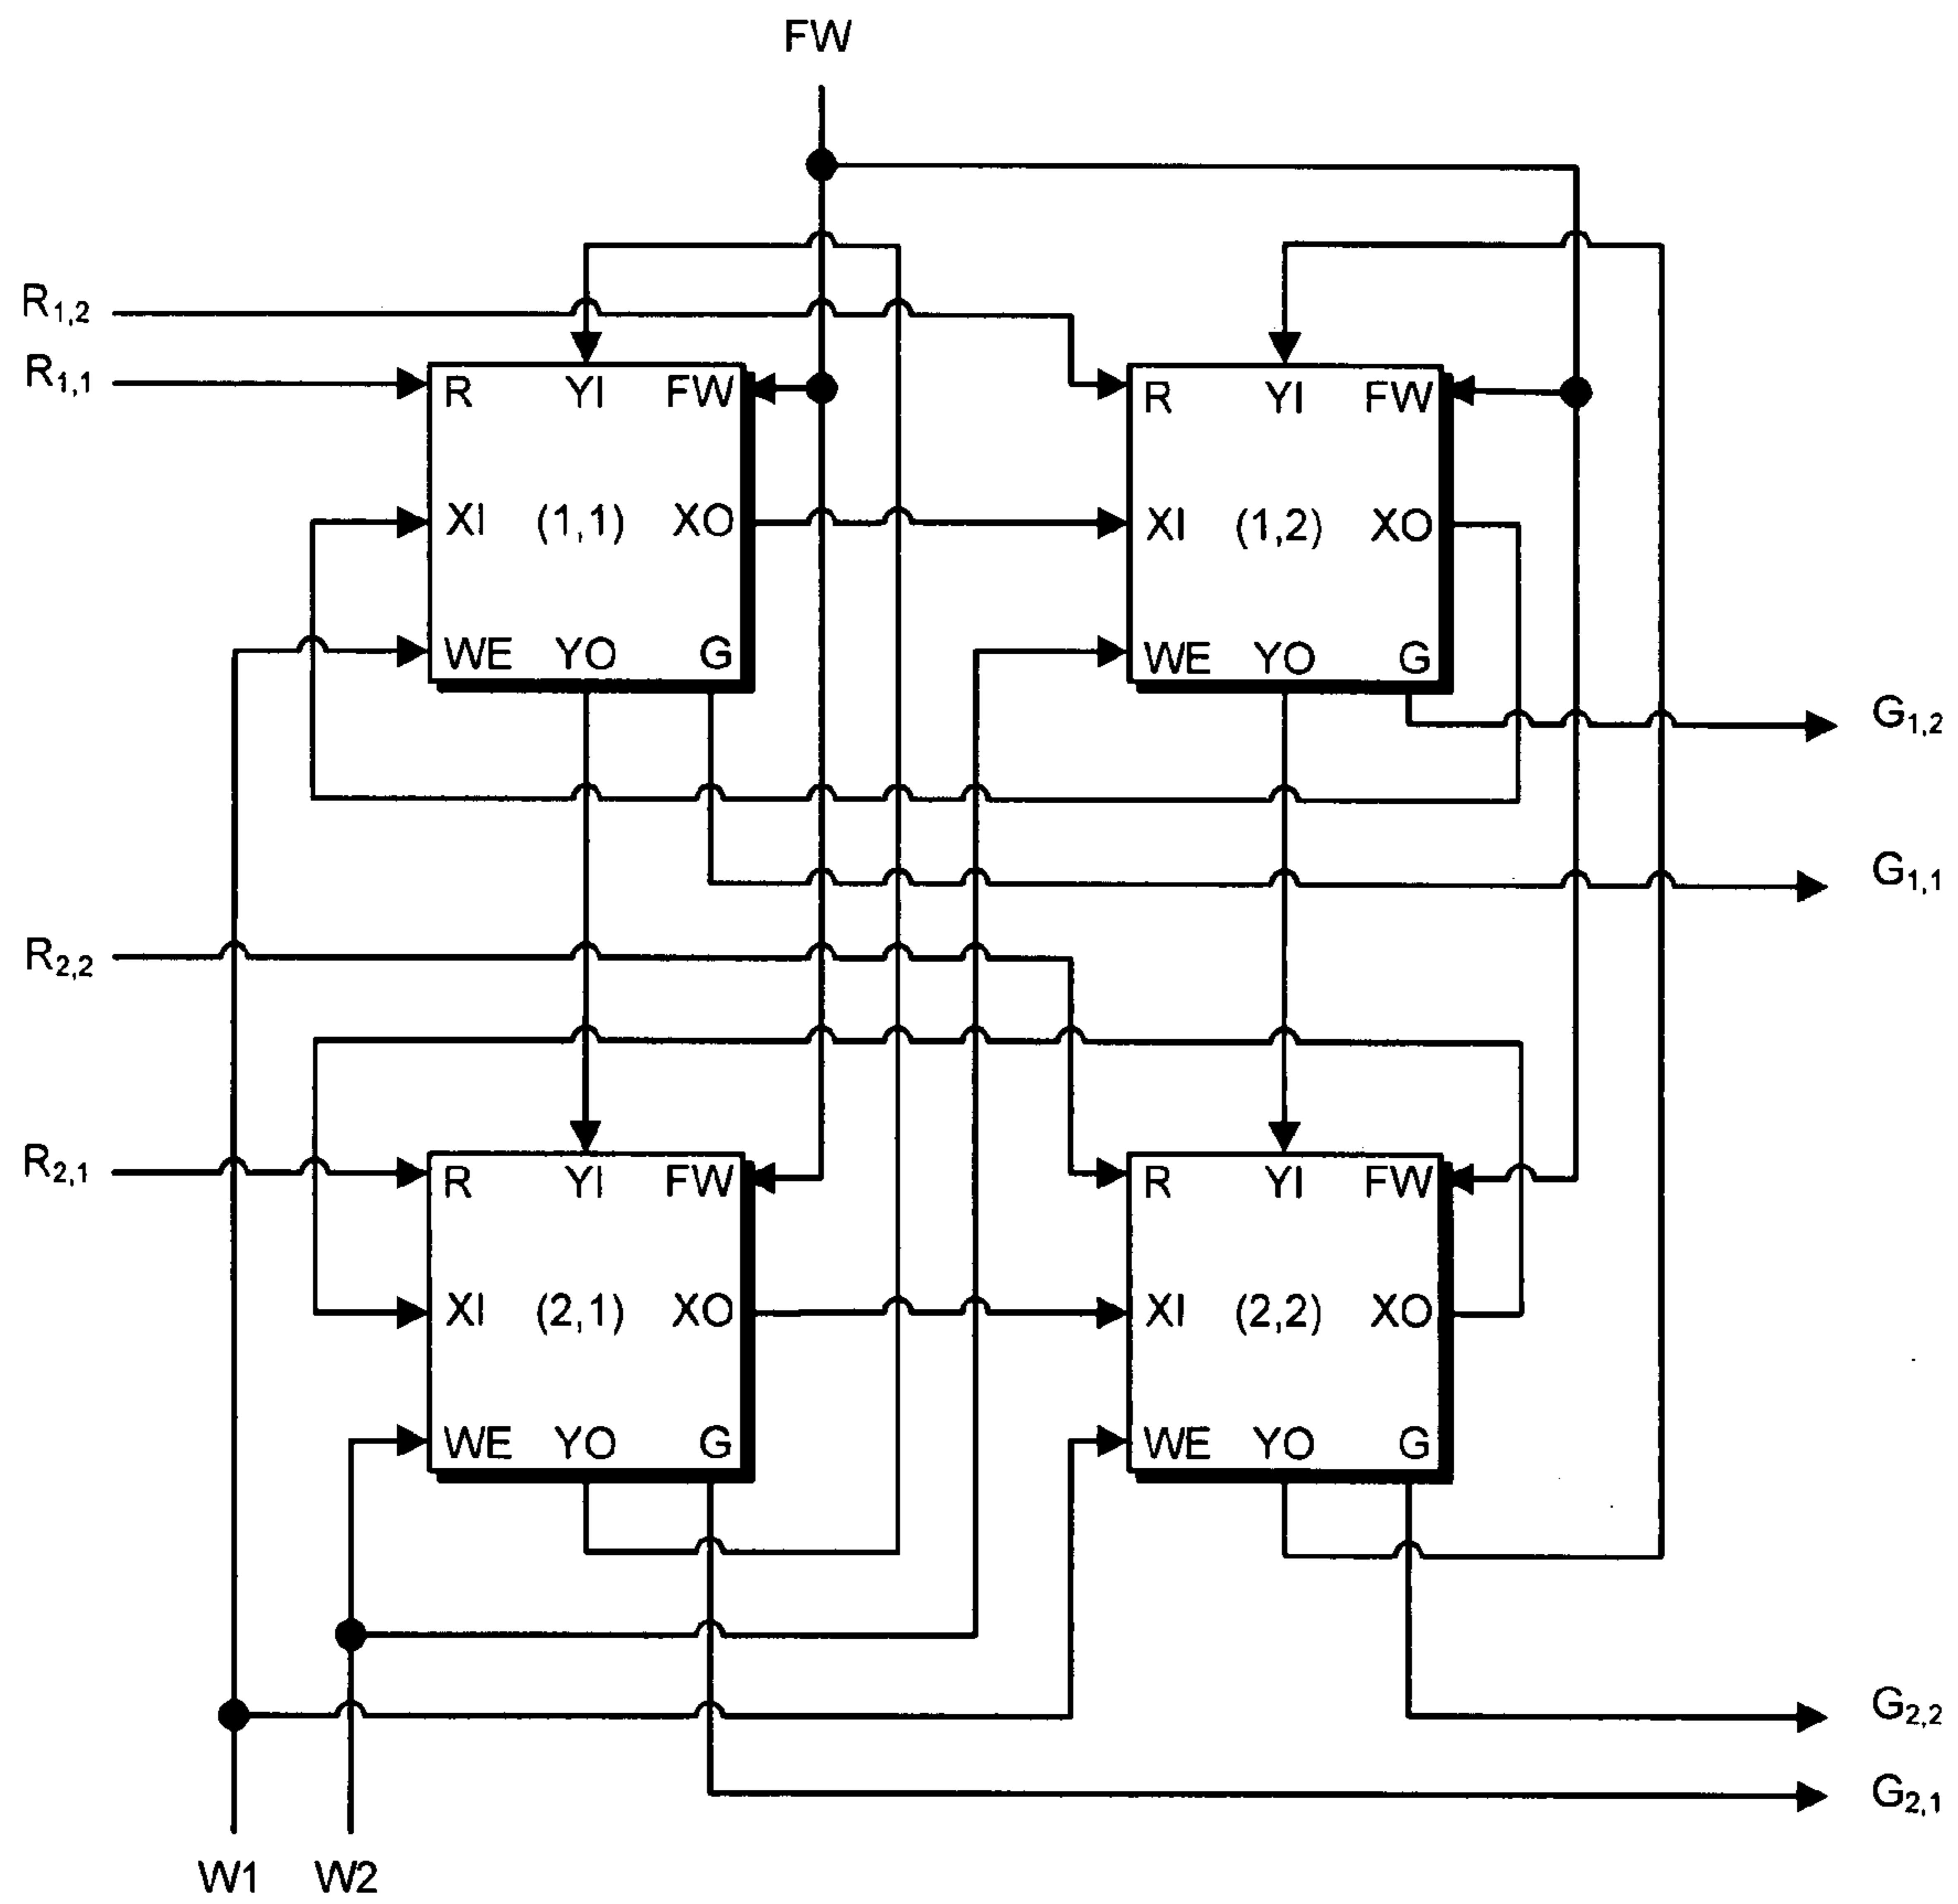 FW
R1,2
R1,1
R YI FW R YI FW
XI (1,1) XO XI (1,2) XO
WE YO G WE YO G
G1,2
G1,1
R2,2
R2,1
R YI FW R YI FW
XI (2,1) XO XI (2,2) XO
WE YO G WE YO G
G2,2
G2,1
W1 W2